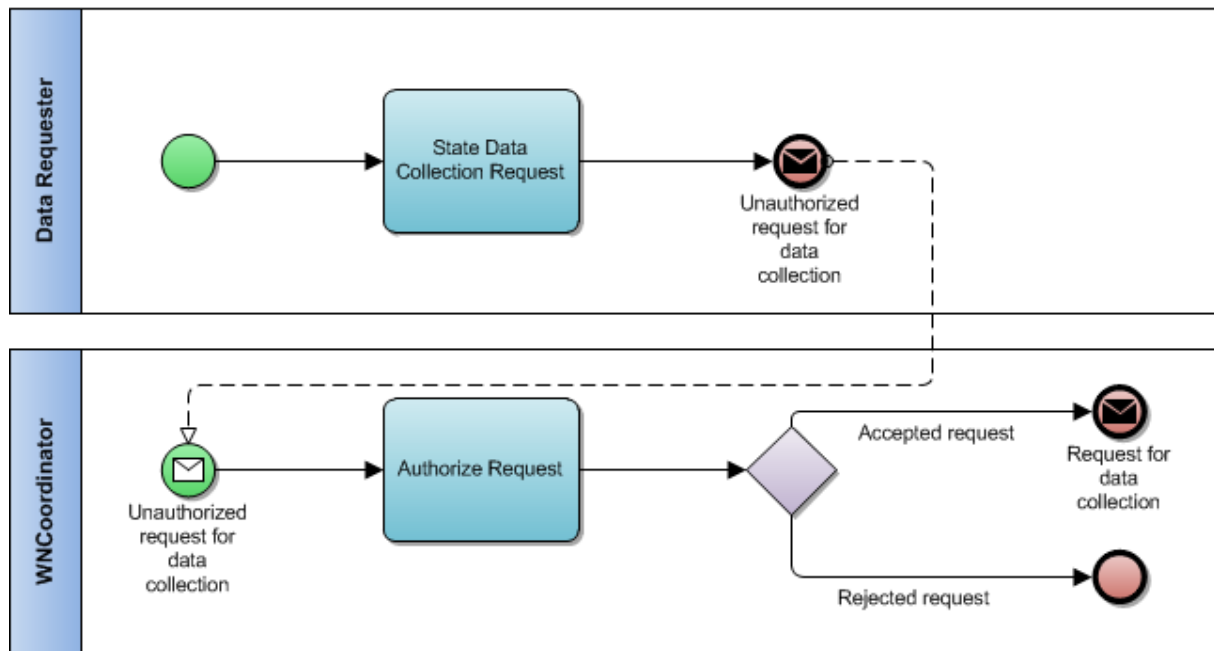 Data Requester
State Data
Collection Request
Unauthorized
request for
data
collection
WNCoordinator
Unauthorized
request for
data
collection
Authorize Request
Accepted request
Request for
data
collection
Rejected request